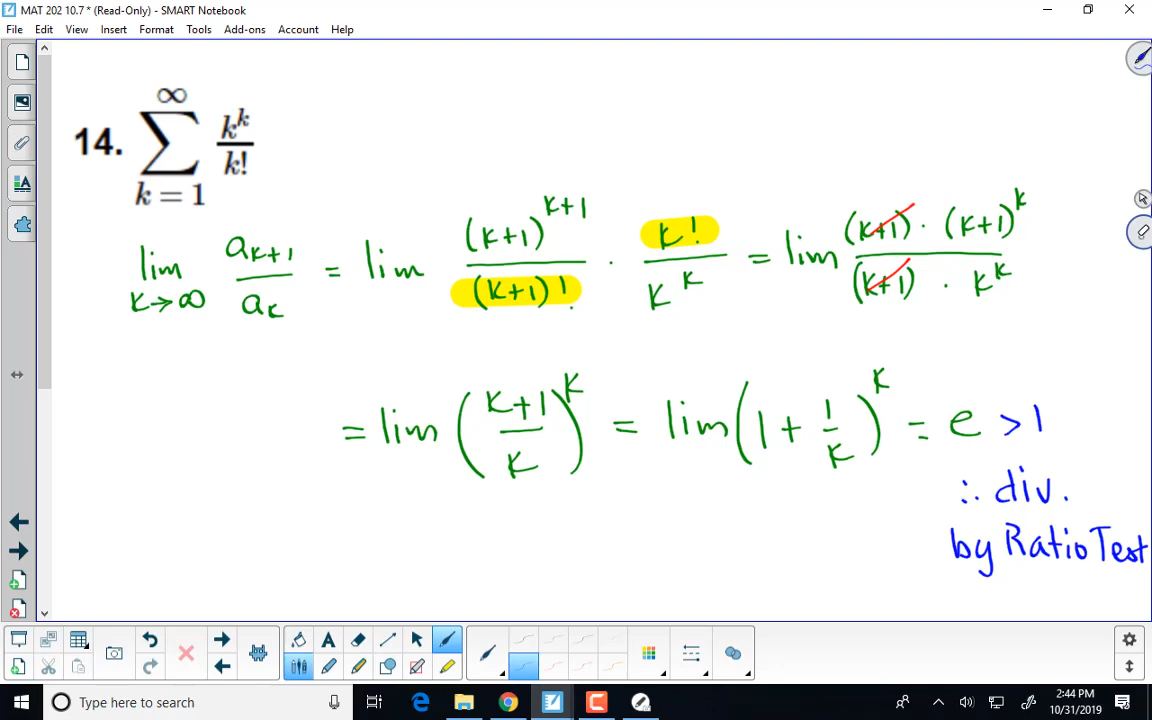 MAT 202 10.7 * (Read-Only) - SMART Notebook
File Edit View Insert Format Tools Add-ons Account Help
14. ∑_{k = 1}^{∞} k^k / k!
lim_{k→∞} a_{k+1} / a_k = lim (k+1)^{k+1} / (k+1)! · k! / k^k = lim (k+1) · (k+1)^k / (k+1) · k^k
= lim ((k+1) / k)^k = lim (1 + 1/k)^k = e > 1
∴ div.
by Ratio Test
Type here to search
2:44 PM
10/31/2019